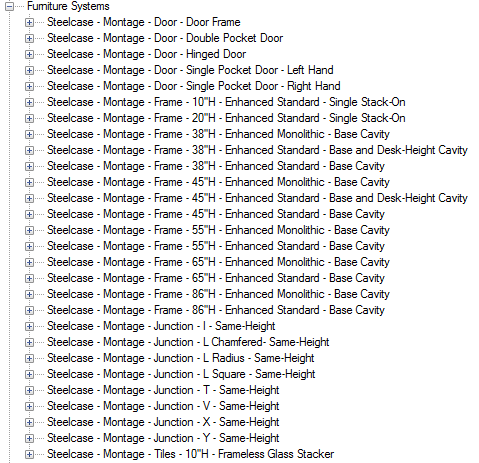 Furniture Systems
Steelcase - Montage - Door - Door Frame
Steelcase - Montage - Door - Double Pocket Door
Steelcase - Montage - Door - Hinged Door
Steelcase - Montage - Door - Single Pocket Door - Left Hand
Steelcase - Montage - Door - Single Pocket Door - Right Hand
Steelcase - Montage - Frame - 10"H - Enhanced Standard - Single Stack-On
Steelcase - Montage - Frame - 20"H - Enhanced Standard - Single Stack-On
Steelcase - Montage - Frame - 38"H - Enhanced Monolithic - Base Cavity
Steelcase - Montage - Frame - 38"H - Enhanced Standard - Base and Desk-Height Cavity
Steelcase - Montage - Frame - 38"H - Enhanced Standard - Base Cavity
Steelcase - Montage - Frame - 45"H - Enhanced Monolithic - Base Cavity
Steelcase - Montage - Frame - 45"H - Enhanced Standard - Base and Desk-Height Cavity
Steelcase - Montage - Frame - 45"H - Enhanced Standard - Base Cavity
Steelcase - Montage - Frame - 55"H - Enhanced Monolithic - Base Cavity
Steelcase - Montage - Frame - 55"H - Enhanced Standard - Base Cavity
Steelcase - Montage - Frame - 65"H - Enhanced Monolithic - Base Cavity
Steelcase - Montage - Frame - 65"H - Enhanced Standard - Base Cavity
Steelcase - Montage - Frame - 86"H - Enhanced Monolithic - Base Cavity
Steelcase - Montage - Frame - 86"H - Enhanced Standard - Base Cavity
Steelcase - Montage - Junction - I - Same-Height
Steelcase - Montage - Junction - L Chamfered- Same-Height
Steelcase - Montage - Junction - L Radius - Same-Height
Steelcase - Montage - Junction - L Square - Same-Height
Steelcase - Montage - Junction - T - Same-Height
Steelcase - Montage - Junction - V - Same-Height
Steelcase - Montage - Junction - X - Same-Height
Steelcase - Montage - Junction - Y - Same-Height
Steelcase - Montage - Tiles - 10"H - Frameless Glass Stacker